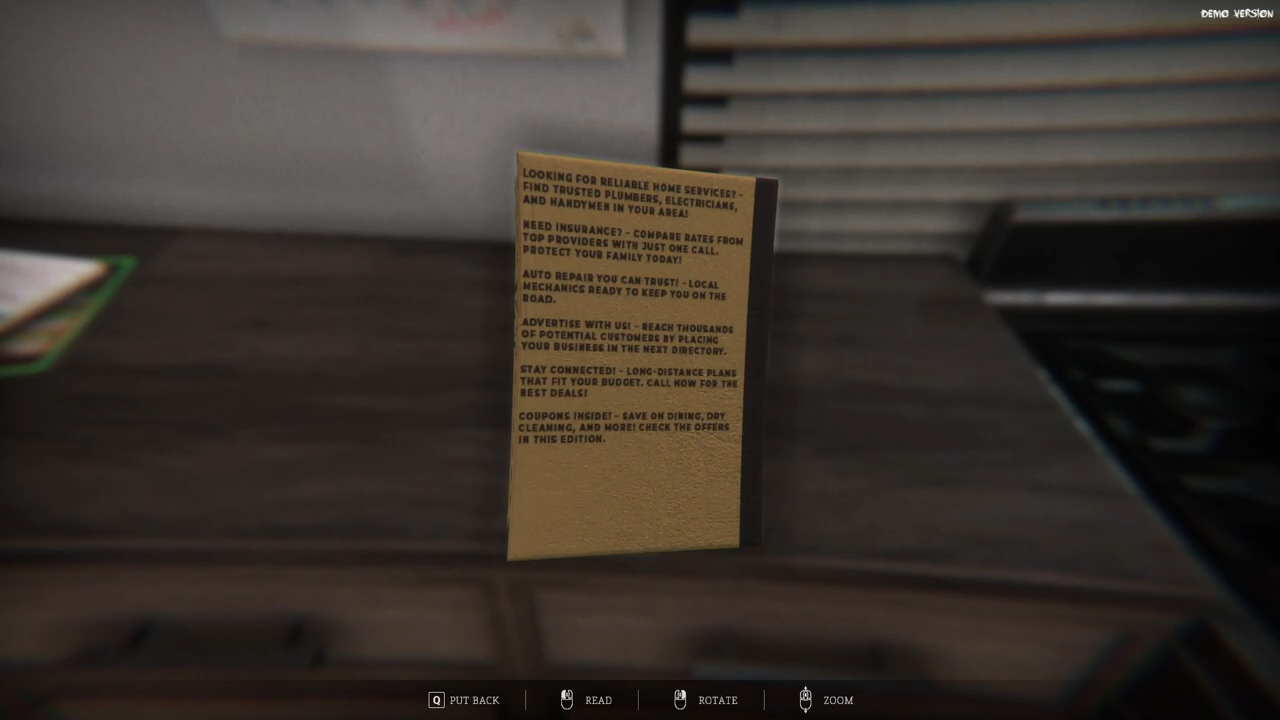 DEMO VERSION
LOOKING FOR RELIABLE HOME SERVICES? –
FIND TRUSTED PLUMBERS, ELECTRICIANS,
AND HANDYMEN IN YOUR AREA!
NEED INSURANCE? – COMPARE RATES FROM
TOP PROVIDERS WITH JUST ONE CALL.
PROTECT YOUR FAMILY TODAY!
AUTO REPAIR YOU CAN TRUST! – LOCAL
MECHANICS READY TO KEEP YOU ON THE
ROAD.
ADVERTISE WITH US! – REACH THOUSANDS
OF POTENTIAL CUSTOMERS BY PLACING
YOUR BUSINESS IN THE NEXT DIRECTORY.
STAY CONNECTED! – LONG-DISTANCE PLANS
THAT FIT YOUR BUDGET. CALL NOW FOR THE
BEST DEALS!
COUPONS INSIDE! – SAVE ON DINING, DRY
CLEANING, AND MORE! CHECK THE OFFERS
IN THIS EDITION.
Q PUT BACK READ ROTATE ZOOM